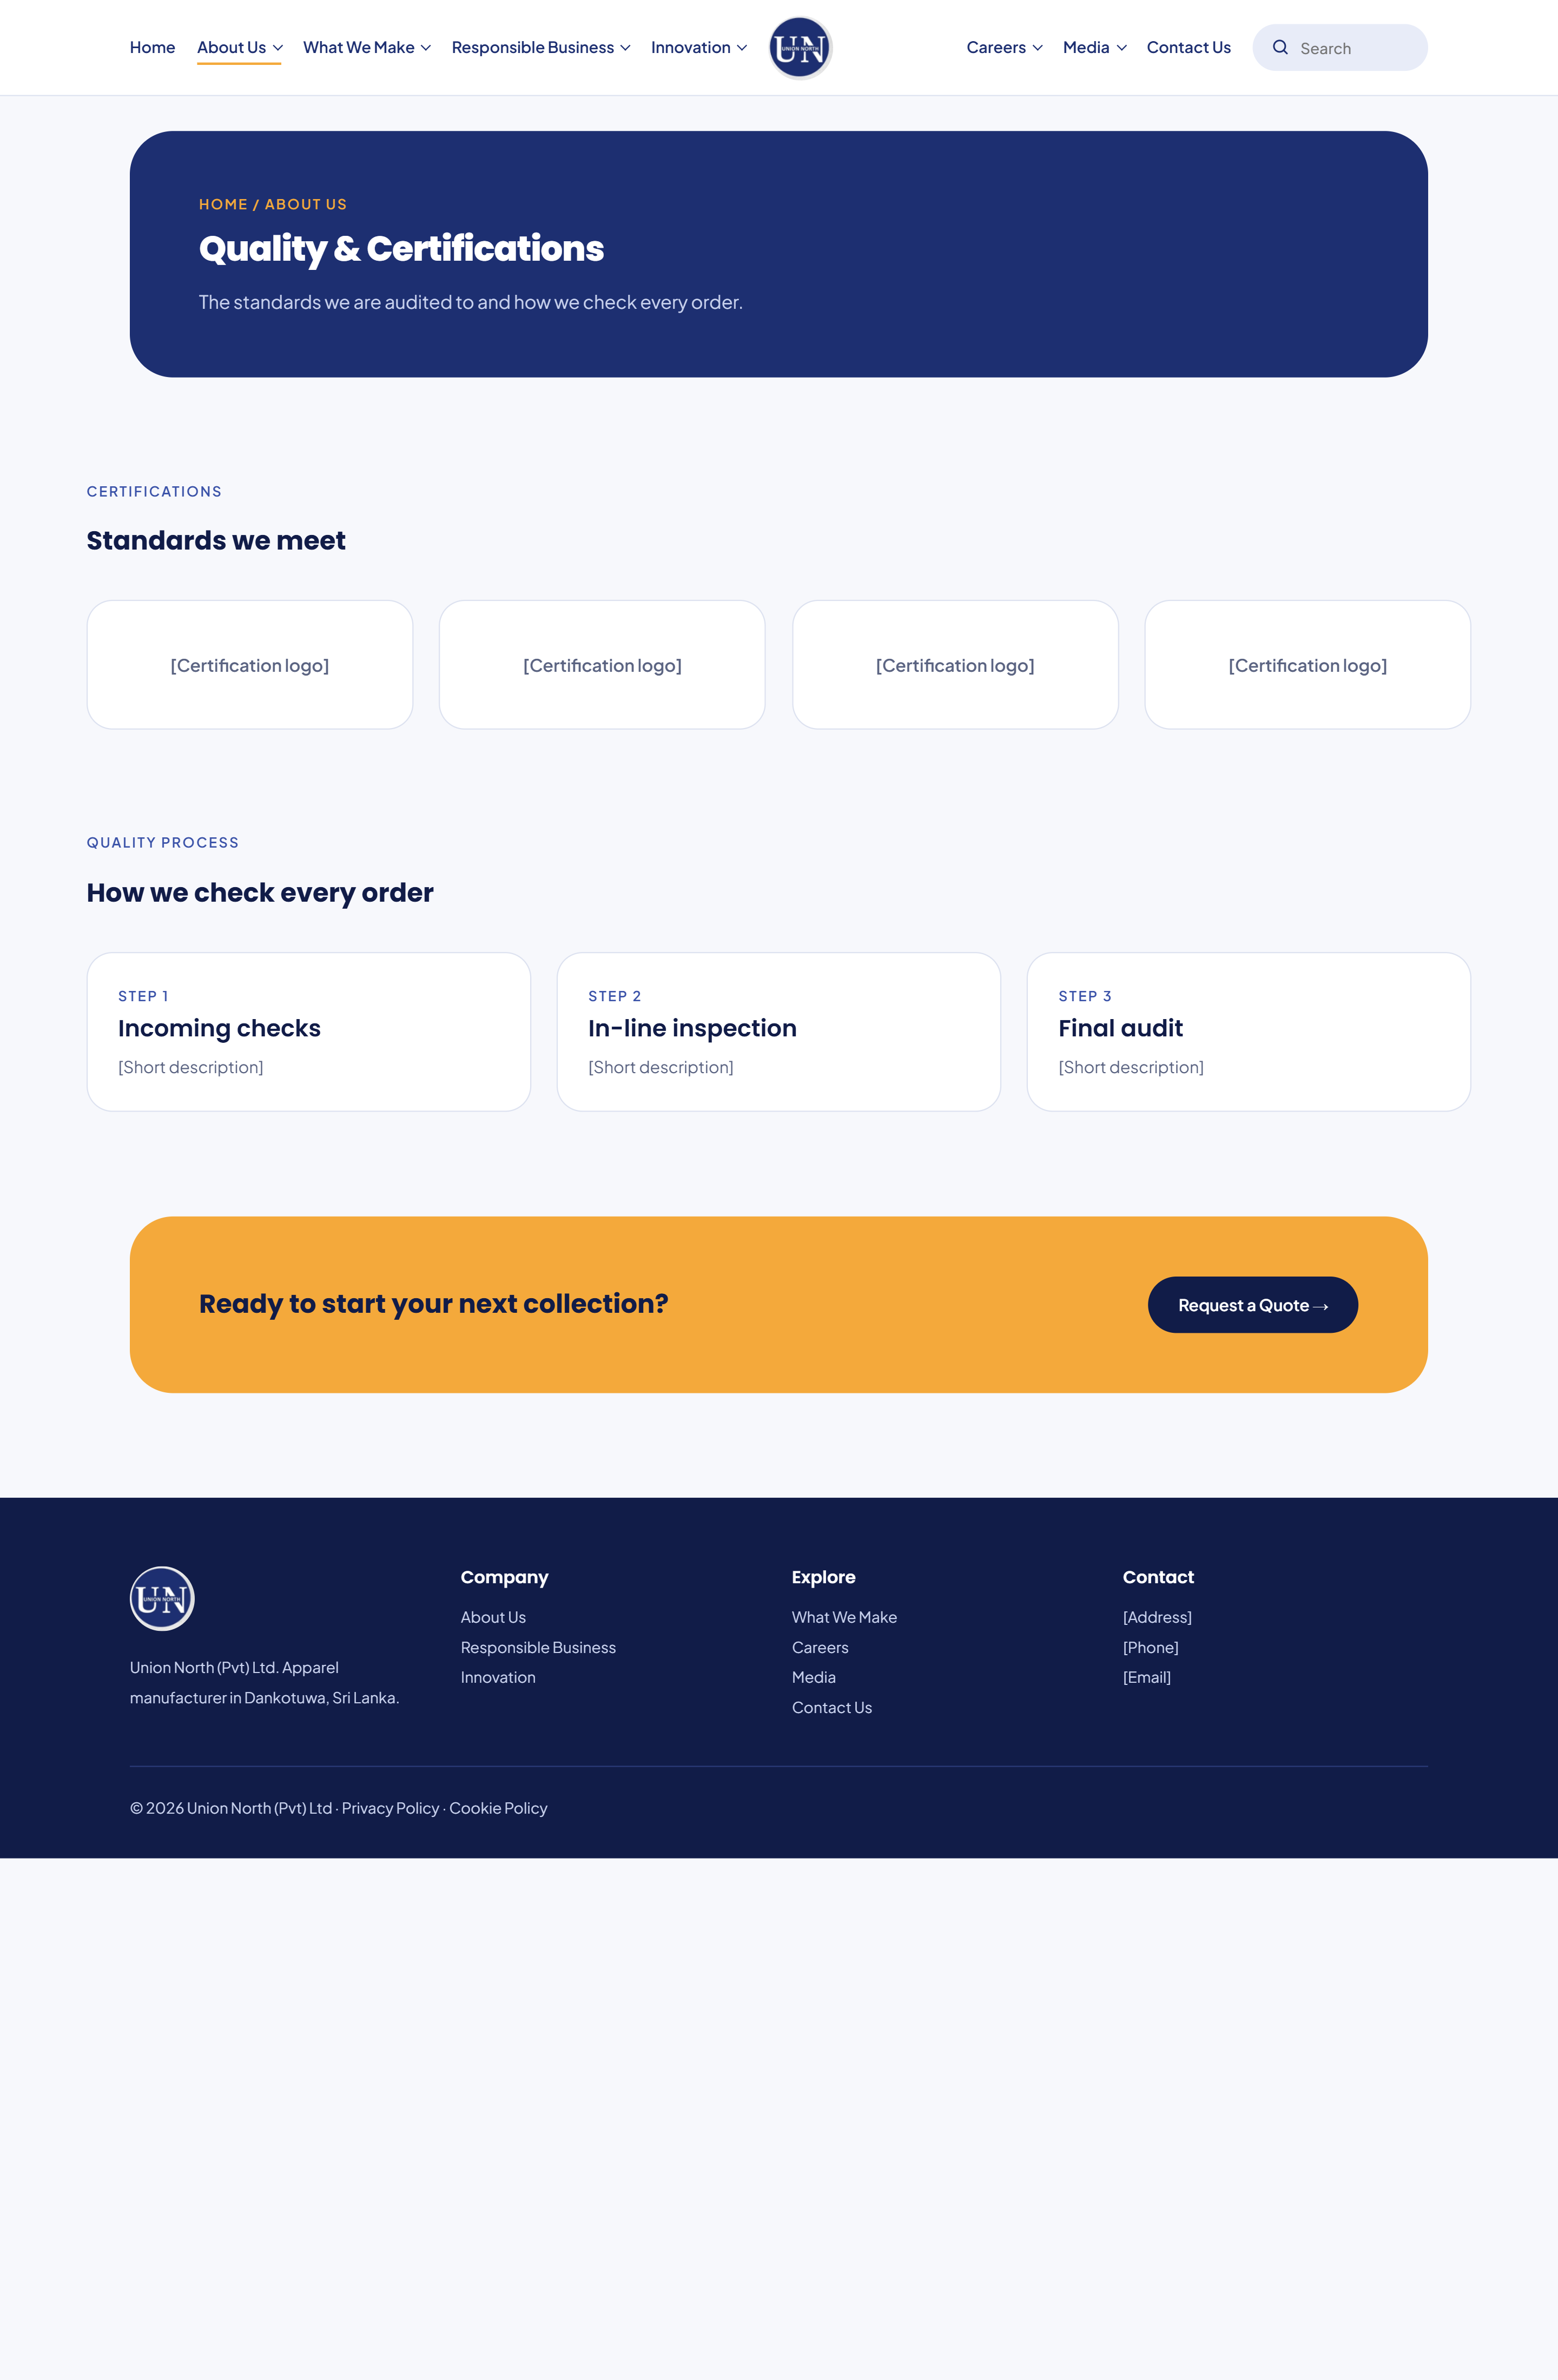 Home
About Us
What We Make
Responsible Business
Innovation
UN
UNION NORTH
Careers
Media
Contact Us
Search
HOME / ABOUT US
Quality & Certifications
The standards we are audited to and how we check every order.
CERTIFICATIONS
Standards we meet
[Certification logo]
[Certification logo]
[Certification logo]
[Certification logo]
QUALITY PROCESS
How we check every order
STEP 1
Incoming checks
[Short description]
STEP 2
In-line inspection
[Short description]
STEP 3
Final audit
[Short description]
Ready to start your next collection?
Request a Quote →
UN
UNION NORTH
Union North (Pvt) Ltd. Apparel
manufacturer in Dankotuwa, Sri Lanka.
Company
About Us
Responsible Business
Innovation
Explore
What We Make
Careers
Media
Contact Us
Contact
[Address]
[Phone]
[Email]
© 2026 Union North (Pvt) Ltd · Privacy Policy · Cookie Policy